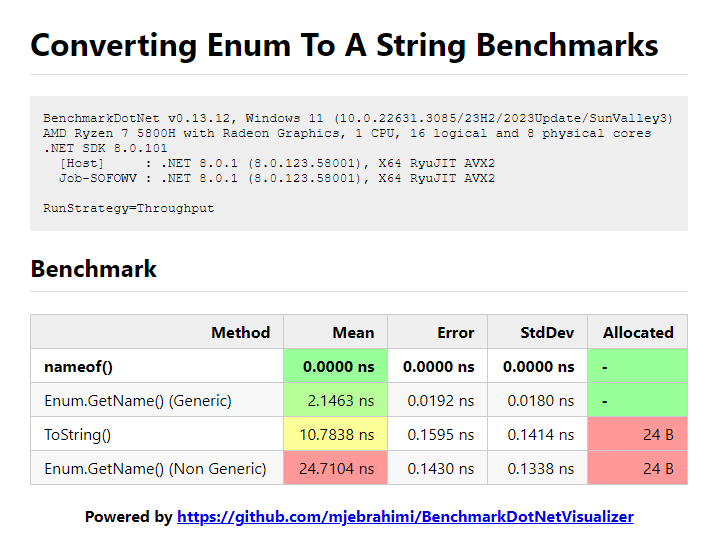 Converting Enum To A String Benchmarks
BenchmarkDotNet v0.13.12, Windows 11 (10.0.22631.3085/23H2/2023Update/SunValley3)
AMD Ryzen 7 5800H with Radeon Graphics, 1 CPU, 16 logical and 8 physical cores
.NET SDK 8.0.101
  [Host]     : .NET 8.0.1 (8.0.123.58001), X64 RyuJIT AVX2
  Job-SOFOWV : .NET 8.0.1 (8.0.123.58001), X64 RyuJIT AVX2
RunStrategy=Throughput
Benchmark
Method Mean Error StdDev Allocated
nameof() 0.0000 ns 0.0000 ns 0.0000 ns -
Enum.GetName() (Generic) 2.1463 ns 0.0192 ns 0.0180 ns -
ToString() 10.7838 ns 0.1595 ns 0.1414 ns 24 B
Enum.GetName() (Non Generic) 24.7104 ns 0.1430 ns 0.1338 ns 24 B
Powered by https://github.com/mjebrahimi/BenchmarkDotNetVisualizer